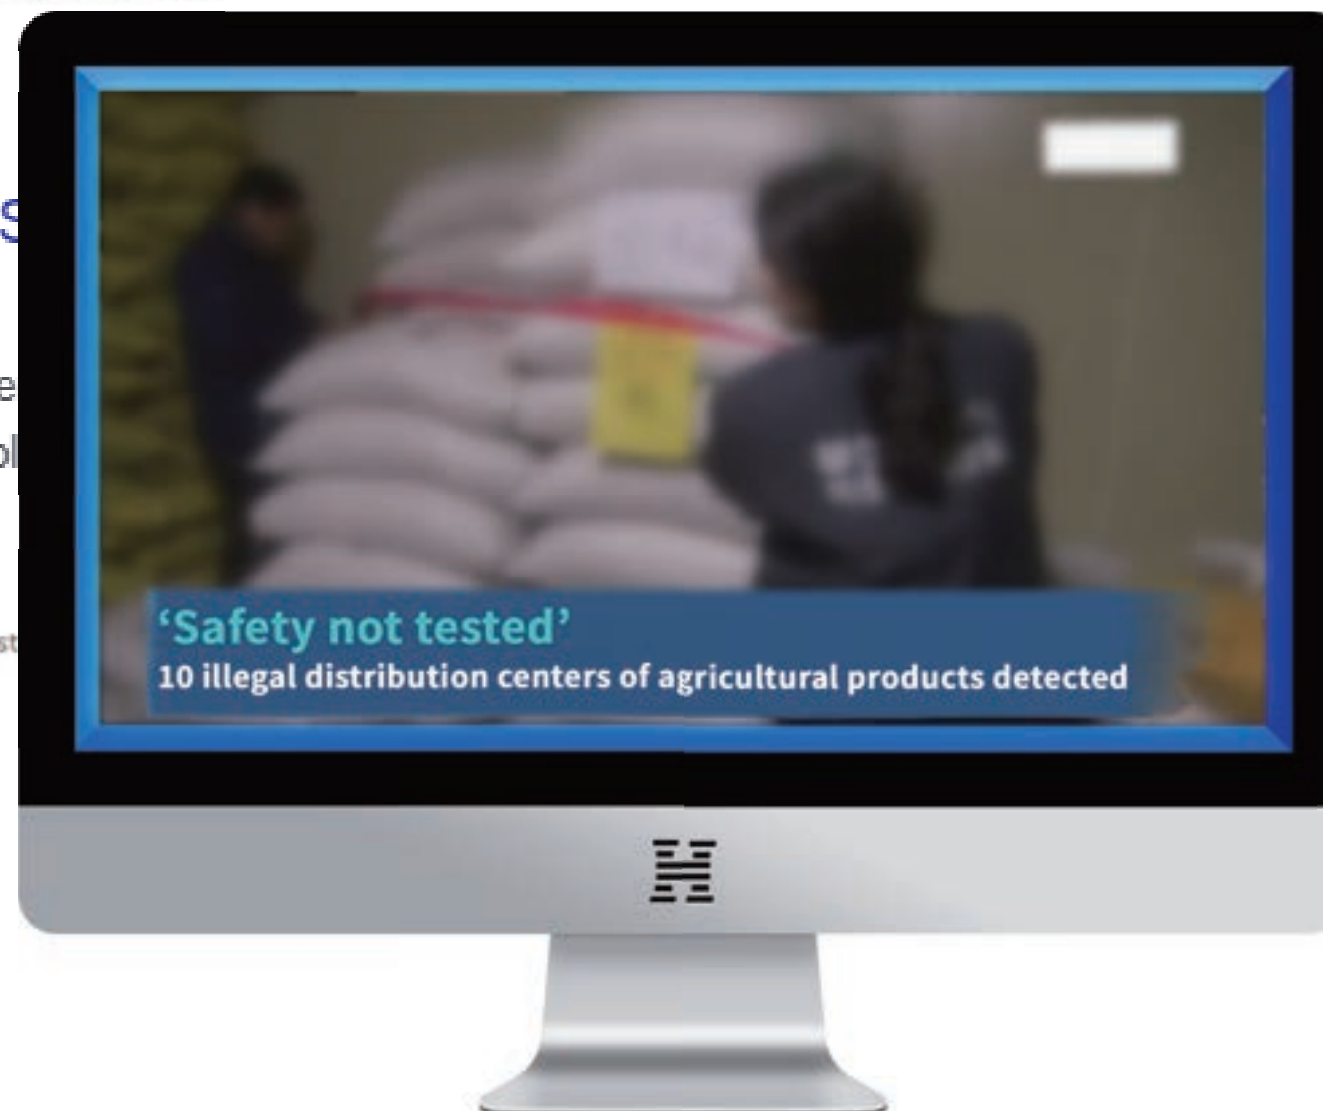 ‘Safety not tested’
10 illegal distribution centers of agricultural products detected
H